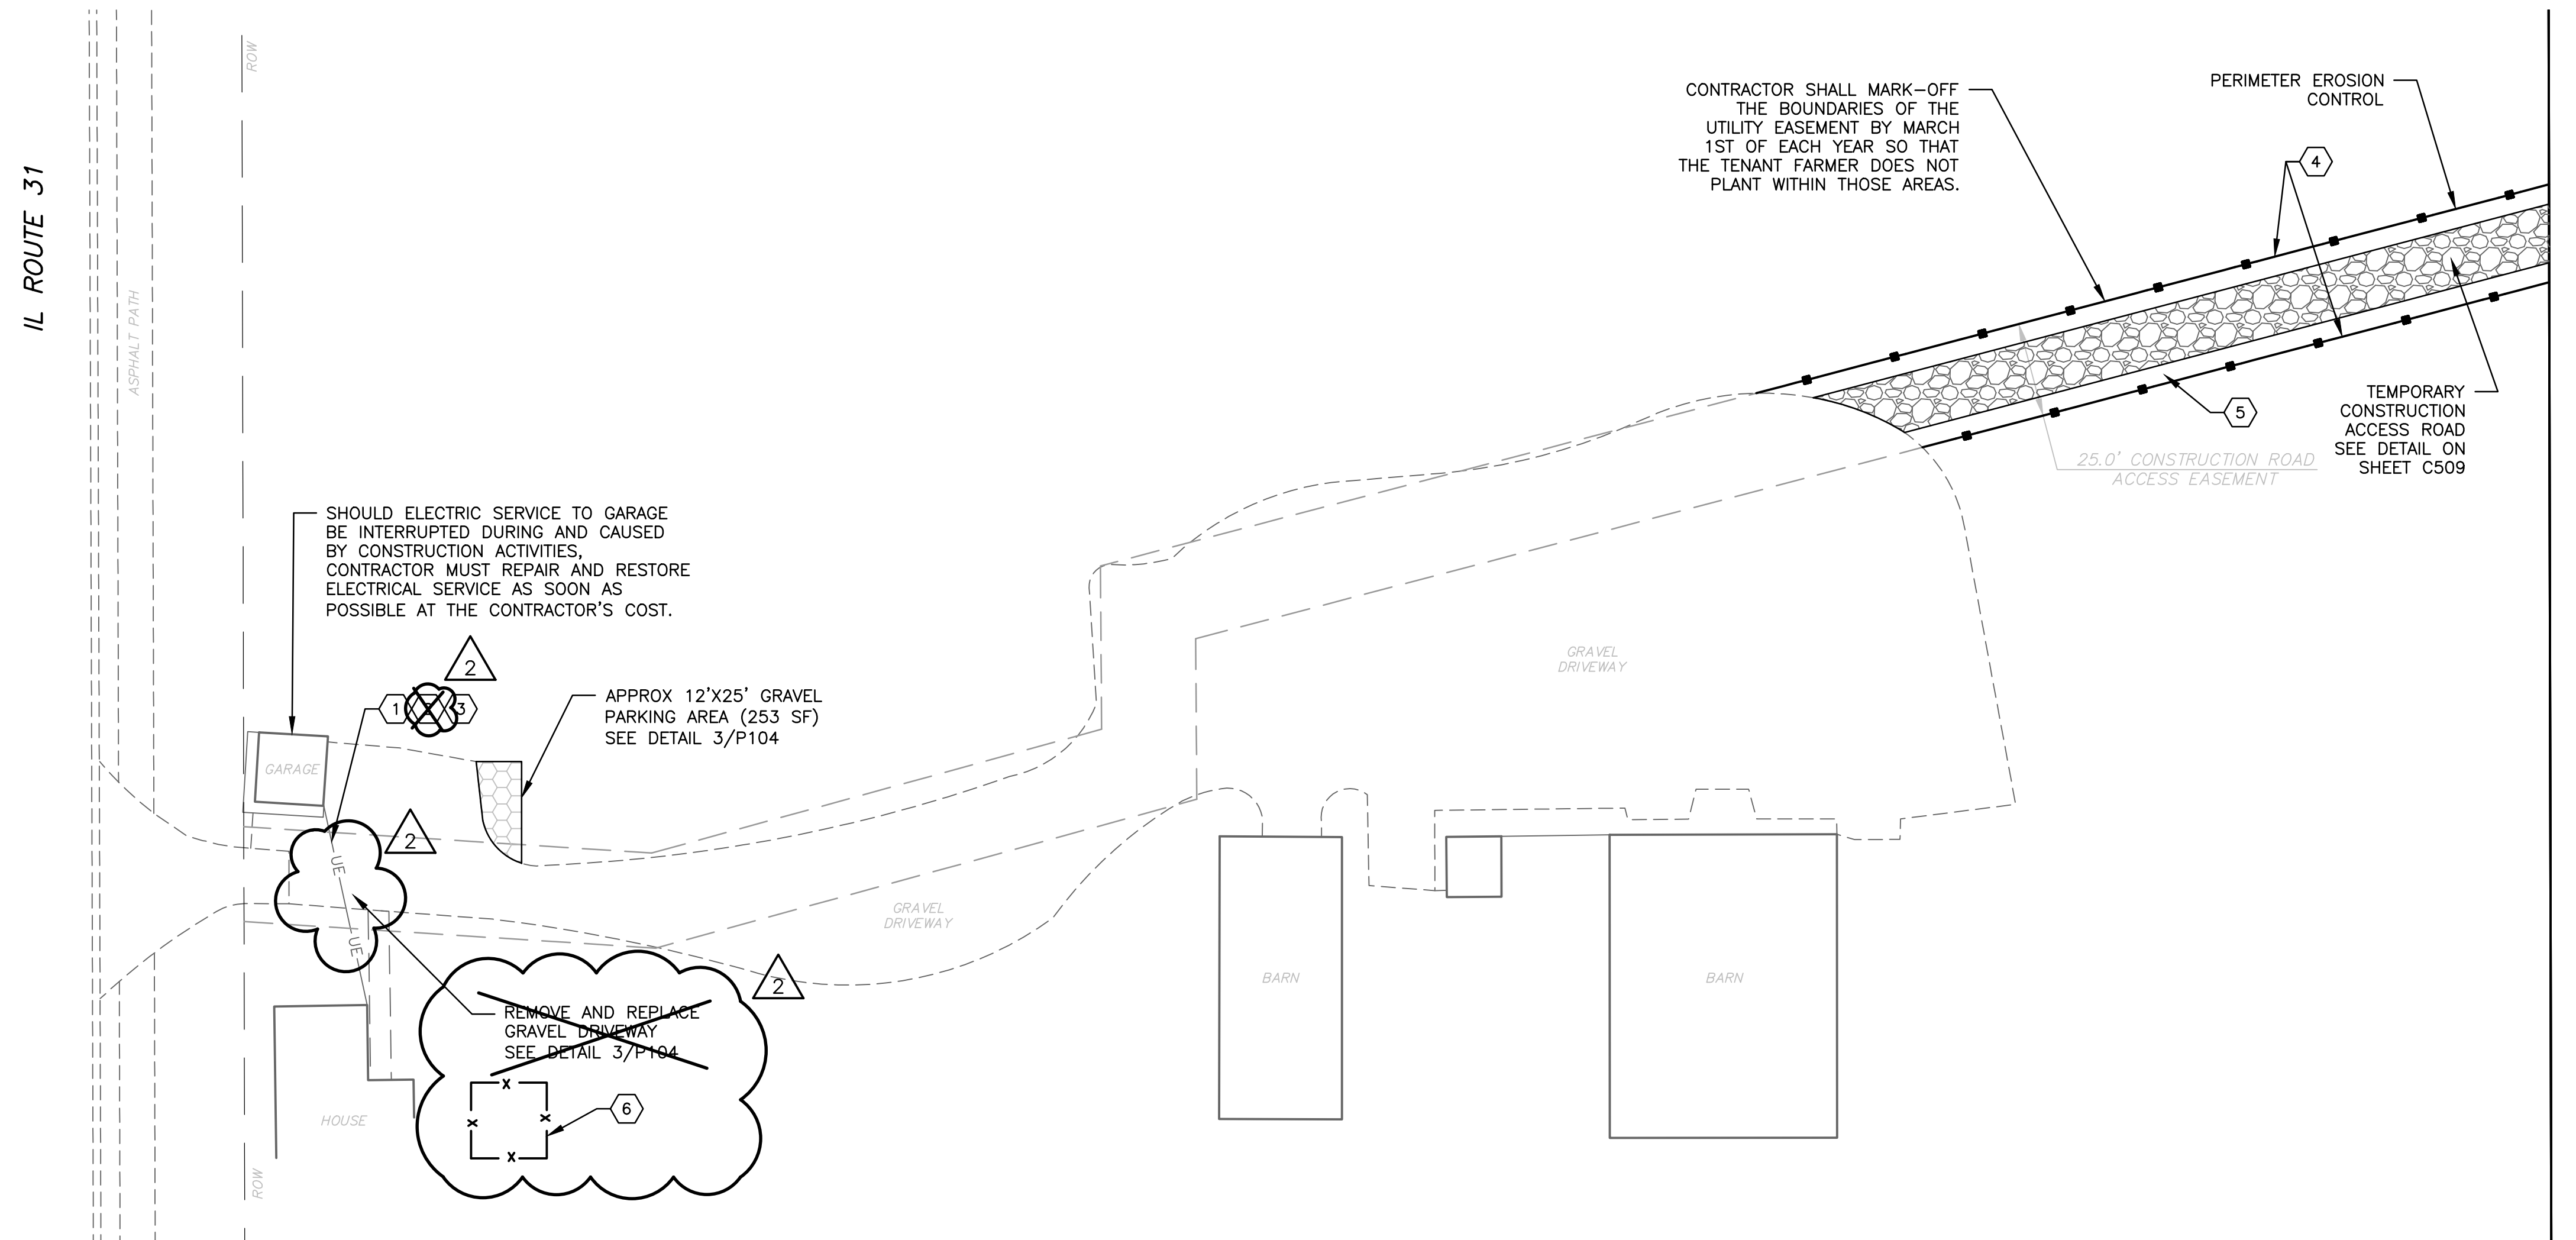 IL ROUTE 31
ROW
ASPHALT PATH
CONTRACTOR SHALL MARK-OFF
THE BOUNDARIES OF THE
UTILITY EASEMENT BY MARCH
1ST OF EACH YEAR SO THAT
THE TENANT FARMER DOES NOT
PLANT WITHIN THOSE AREAS.
PERIMETER EROSION
CONTROL
4
5
TEMPORARY
CONSTRUCTION
ACCESS ROAD
SEE DETAIL ON
SHEET C509
25.0' CONSTRUCTION ROAD
ACCESS EASEMENT
SHOULD ELECTRIC SERVICE TO GARAGE
BE INTERRUPTED DURING AND CAUSED
BY CONSTRUCTION ACTIVITIES,
CONTRACTOR MUST REPAIR AND RESTORE
ELECTRICAL SERVICE AS SOON AS
POSSIBLE AT THE CONTRACTOR'S COST.
2
1
3
APPROX 12'X25' GRAVEL
PARKING AREA (253 SF)
SEE DETAIL 3/P104
GARAGE
2
UE
UE
GRAVEL
DRIVEWAY
GRAVEL
DRIVEWAY
BARN
BARN
2
REMOVE AND REPLACE
GRAVEL DRIVEWAY
SEE DETAIL 3/P104
X
X
X
X
6
HOUSE
ROW